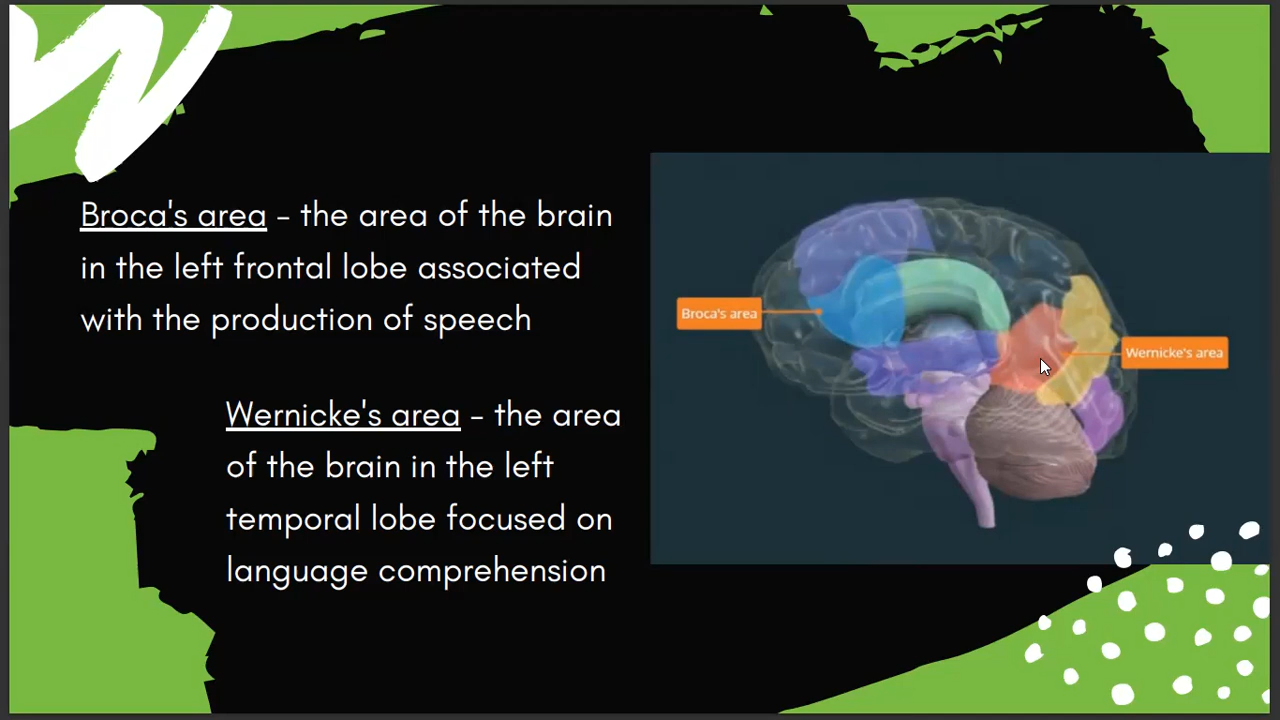 Broca's area - the area of the brain
in the left frontal lobe associated
with the production of speech
Wernicke's area - the area
of the brain in the left
temporal lobe focused on
language comprehension
Broca's area
Wernicke's area